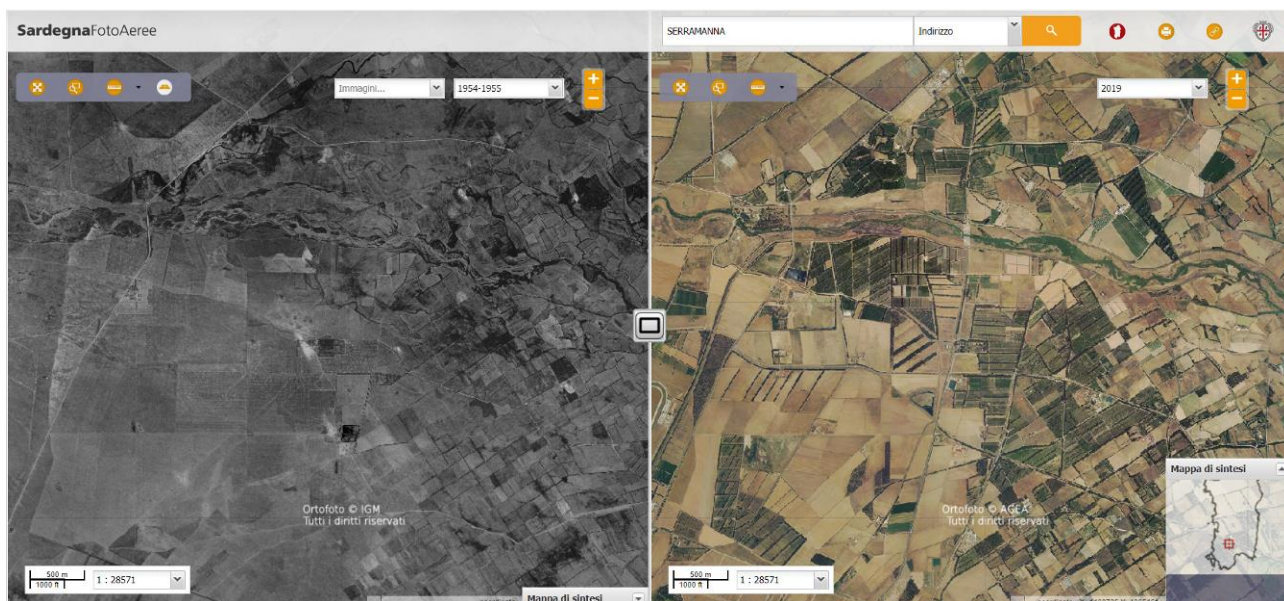 SardegnaFotoAeree
SERRAMANNA
Indirizzo
Immagini...
1954-1955
2019
Ortofoto © IGM
Tutti i diritti riservati
500 m
1000 ft
1 : 28571
Mappa di sintesi
Mappa di sintesi
Ortofoto © AGEA
Tutti i diritti riservati
500 m
1000 ft
1 : 28571